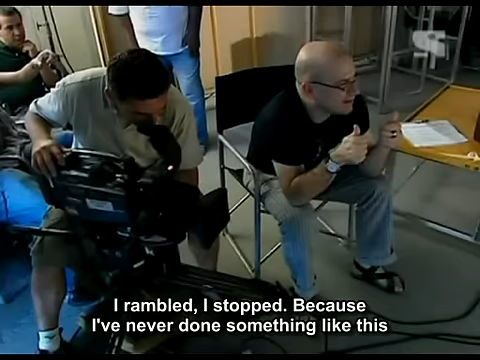 I rambled, I stopped. Because
I've never done something like this